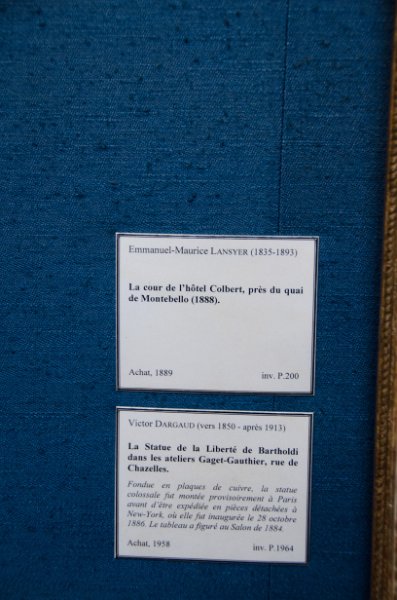 Emmanuel-Maurice LANSYER (1835-1893)
La cour de l'hôtel Colbert, près du quai
de Montebello (1888).
Achat, 1889 inv. P.200
Victor DARGAUD (vers 1850 - après 1913)
La Statue de la Liberté de Bartholdi
dans les ateliers Gaget-Gauthier, rue de
Chazelles.
Fondue en plaques de cuivre, la statue
colossale fut montée provisoirement à Paris
avant d'être expédiée en pièces détachées à
New-York, où elle fut inaugurée le 28 octobre
1886. Le tableau a figuré au Salon de 1884.
Achat, 1958 inv. P.1964